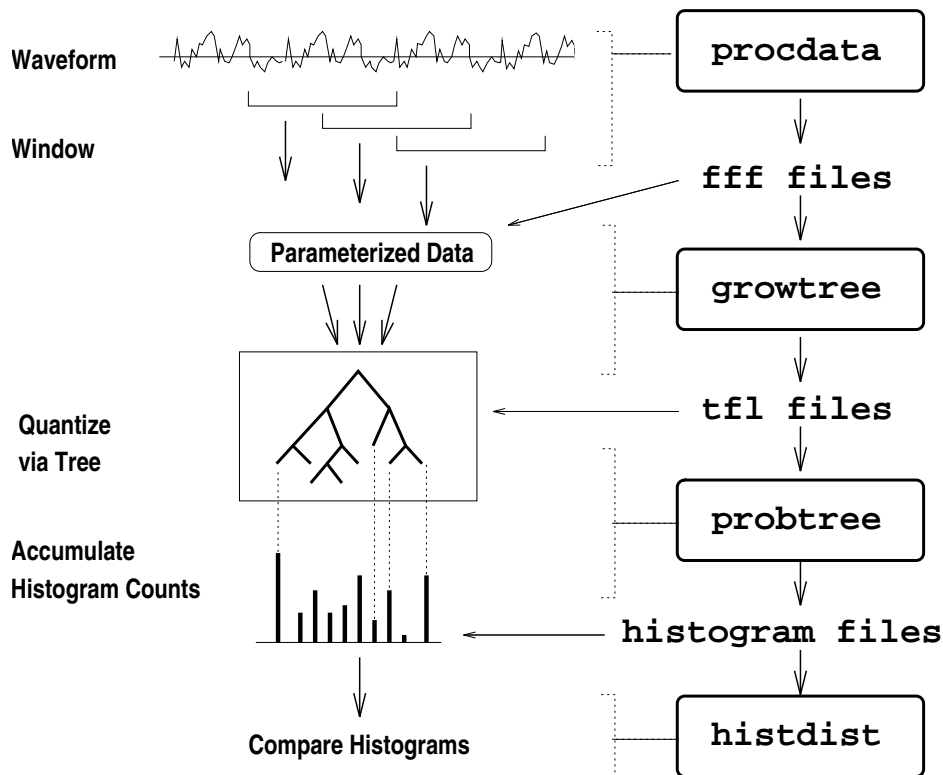 Waveform
procdata
Window
fff files
Parameterized Data
growtree
tfl files
Quantize
via Tree
probtree
Accumulate
Histogram Counts
histogram files
histdist
Compare Histograms